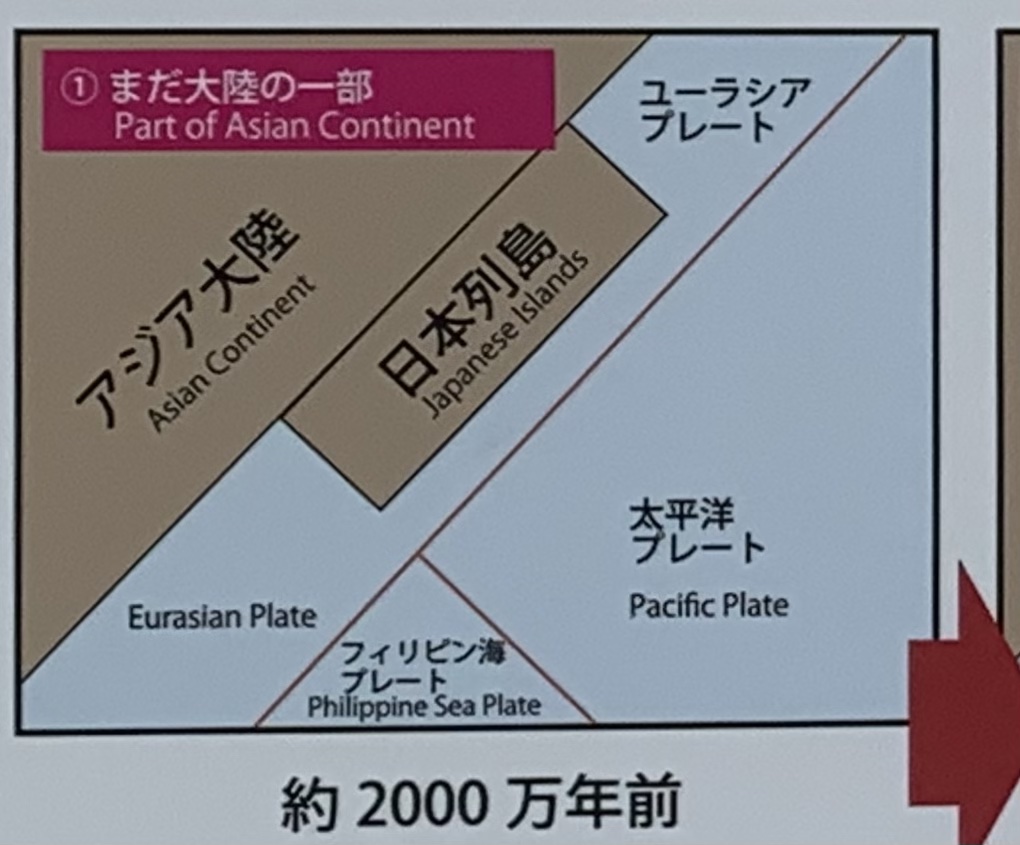 ① まだ大陸の一部
Part of Asian Continent
ユーラシア
プレート
アジア大陸
Asian Continent
日本列島
Japanese Islands
太平洋
プレート
Pacific Plate
Eurasian Plate
フィリピン海
プレート
Philippine Sea Plate
約 2000 万年前